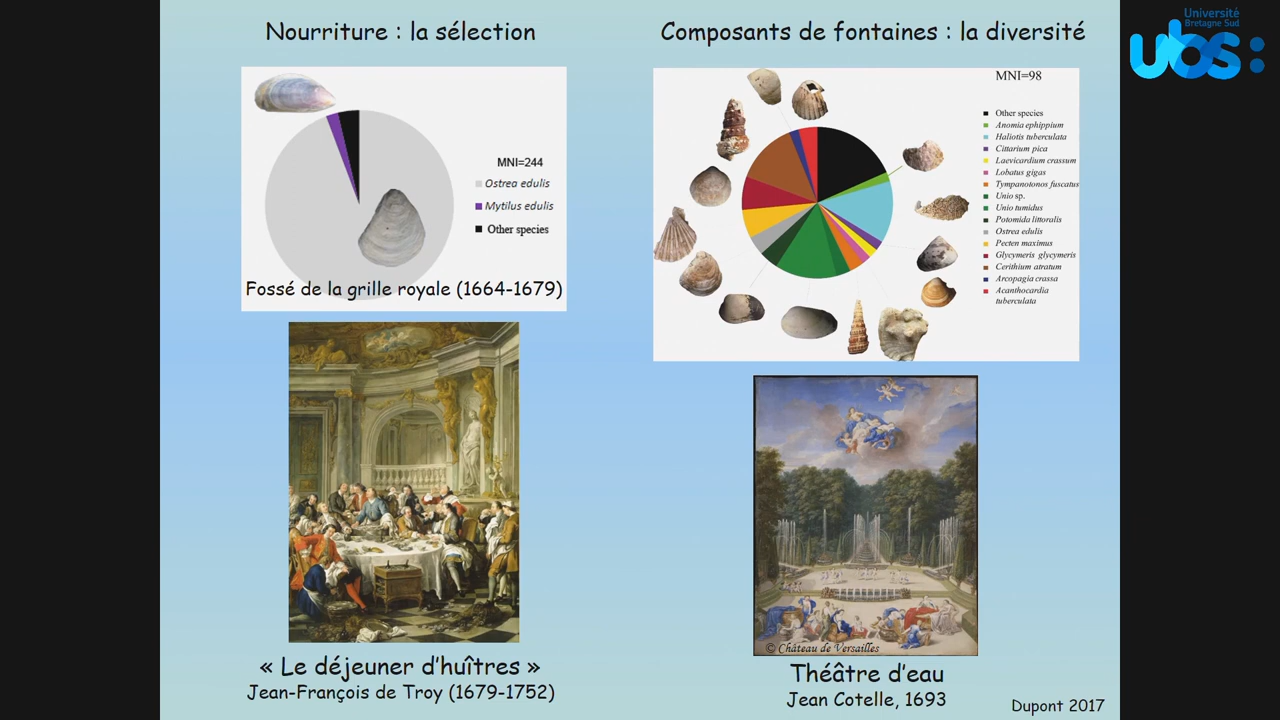 Nourriture : la sélection
MNI=244
Ostrea edulis
Mytilus edulis
Other species
Fosse de la grille royale (1664-1679)
« Le déjeuner d'huîtres »
Jean-François de Troy (1679-1752)
Composants de fontaines : la diversité
MNI=98
Other species
Anomia ephippium
Haliotis tuberculata
Cittarium pica
Laevicardium crassum
Lobatus gigas
Tympanotonos fuscatus
Unio sp.
Unio tumidus
Potomida littoralis
Ostrea edulis
Pecten maximus
Glycymeris glycymeris
Cerithium atratum
Arcopagia crassa
Acanthocardia
tuberculata
© Château de Versailles
Théâtre d'eau
Jean Cotelle, 1693
Dupont 2017
Université
Bretagne Sud
ubs: